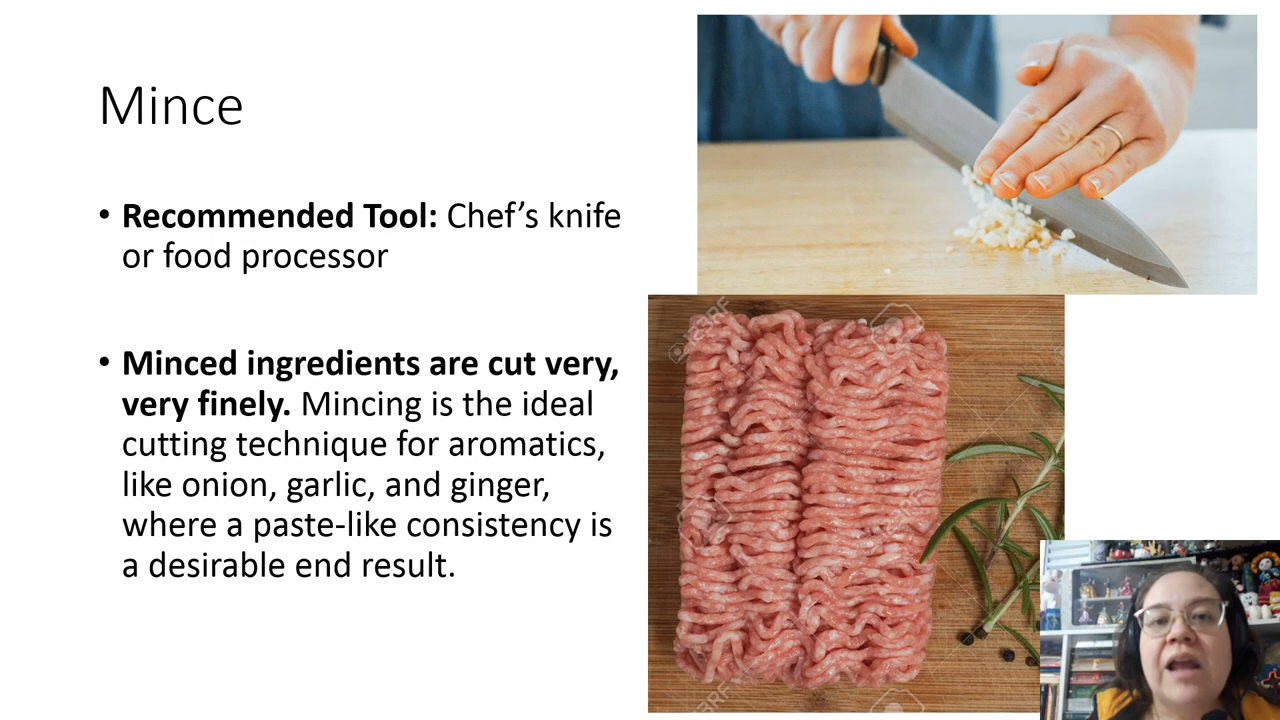 Mince
• Recommended Tool: Chef’s knife
or food processor
• Minced ingredients are cut very,
very finely. Mincing is the ideal
cutting technique for aromatics,
like onion, garlic, and ginger,
where a paste-like consistency is
a desirable end result.
123RF